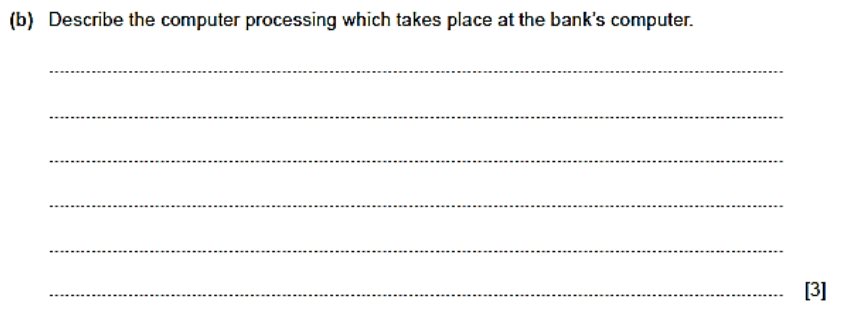 (b) Describe the computer processing which takes place at the bank's computer.
[3]